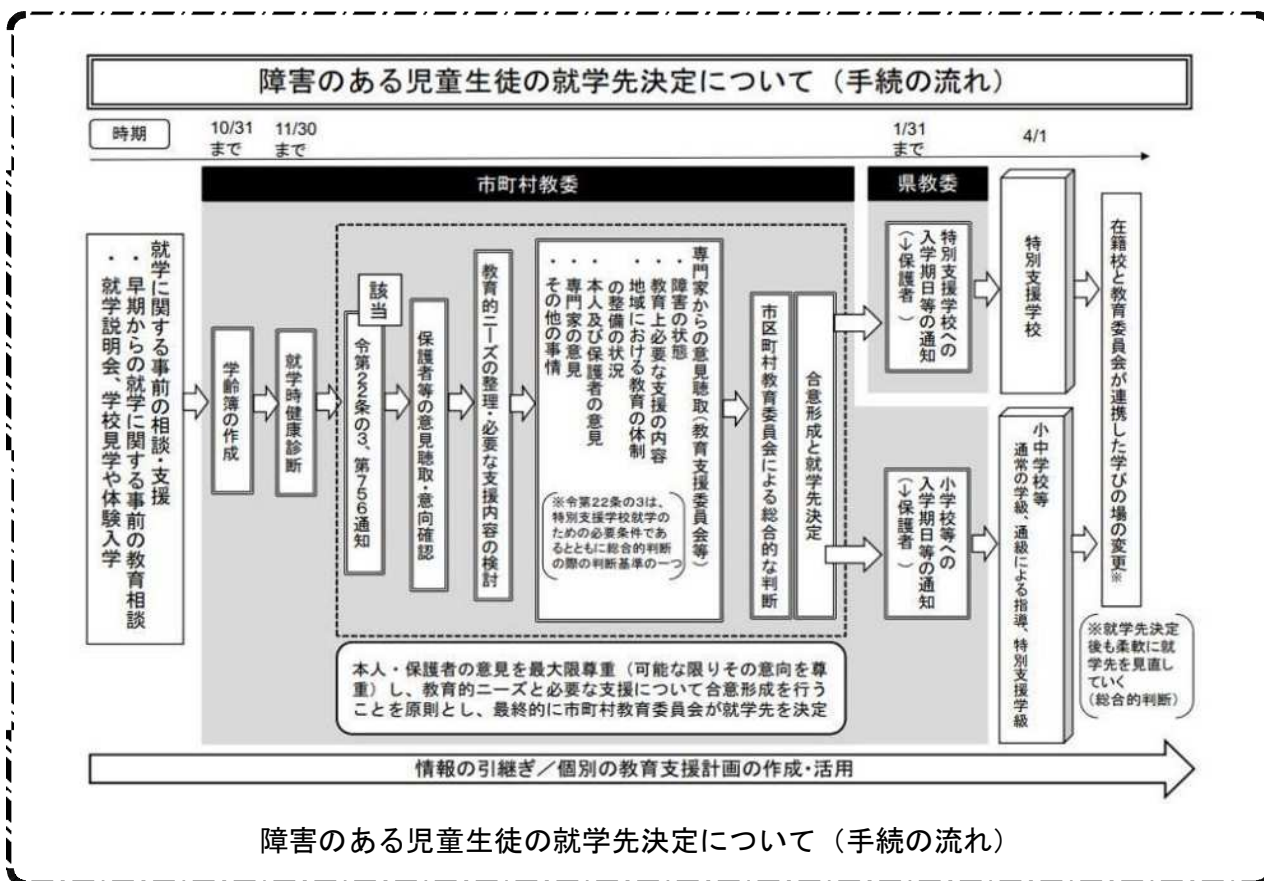 障害のある児童生徒の就学先決定について（手続の流れ）
時期
10/31
まで
11/30
まで
1/31
まで
4/1
市町村教委
県教委
就学に関する事前の相談・支援
・早期からの就学に関する事前の教育相談
・就学説明会、学校見学や体験入学
学齢簿の作成
就学時健康診断
該当
令第22条の3、第756通知
保護者等の意見聴取・意向確認
教育的ニーズの整理・必要な支援内容の検討
専門家からの意見聴取(教育支援委員会等)
・障害の状態
・教育上必要な支援の内容
・地域における教育の体制
の整備の状況
・本人及び保護者の意見
・専門家の意見
・その他の事情
※令第22条の3は、
特別支援学校就学の
ための必要条件であ
るとともに総合的判断
の際の判断基準の一つ
市区町村教育委員会による総合的な判断
合意形成と就学先決定
特別支援学校への
入学期日等の通知
(→保護者)
小学校等への
入学期日等の通知
(→保護者)
特別支援学校
小中学校等
通常の学級、通級による指導、特別支援学級
在籍校と教育委員会が連携した学びの場の変更※
※就学先決定
後も柔軟に就
学先を見直し
ていく
(総合的判断)
本人・保護者の意見を最大限尊重（可能な限りその意向を尊
重）し、教育的ニーズと必要な支援について合意形成を行う
ことを原則とし、最終的に市町村教育委員会が就学先を決定
情報の引継ぎ／個別の教育支援計画の作成・活用
障害のある児童生徒の就学先決定について（手続の流れ）